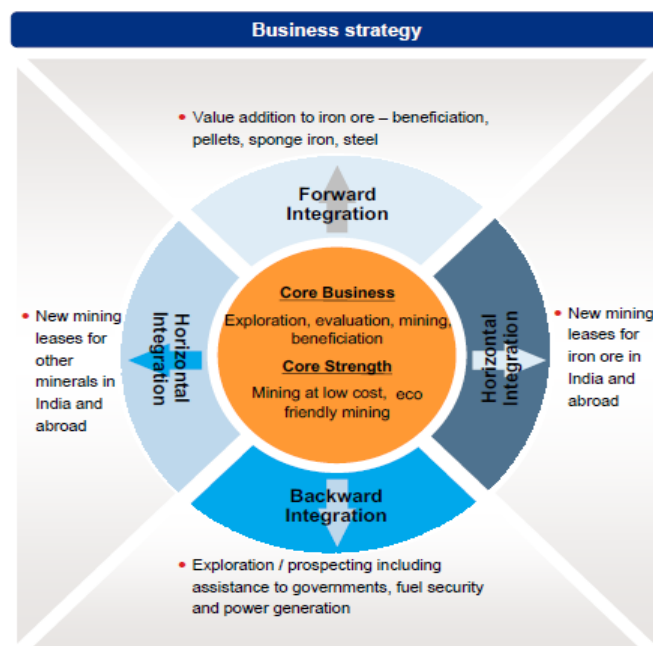 Business strategy
• Value addition to iron ore – beneficiation,
pellets, sponge iron, steel
Forward
Integration
• New mining
leases for
other
minerals in
India and
abroad
Horizontal
Integration
Core Business
Exploration, evaluation, mining,
beneficiation
Core Strength
Mining at low cost, eco
friendly mining
Horizontal
Integration
• New mining
leases for
iron ore in
India and
abroad
Backward
Integration
• Exploration / prospecting including
assistance to governments, fuel security
and power generation